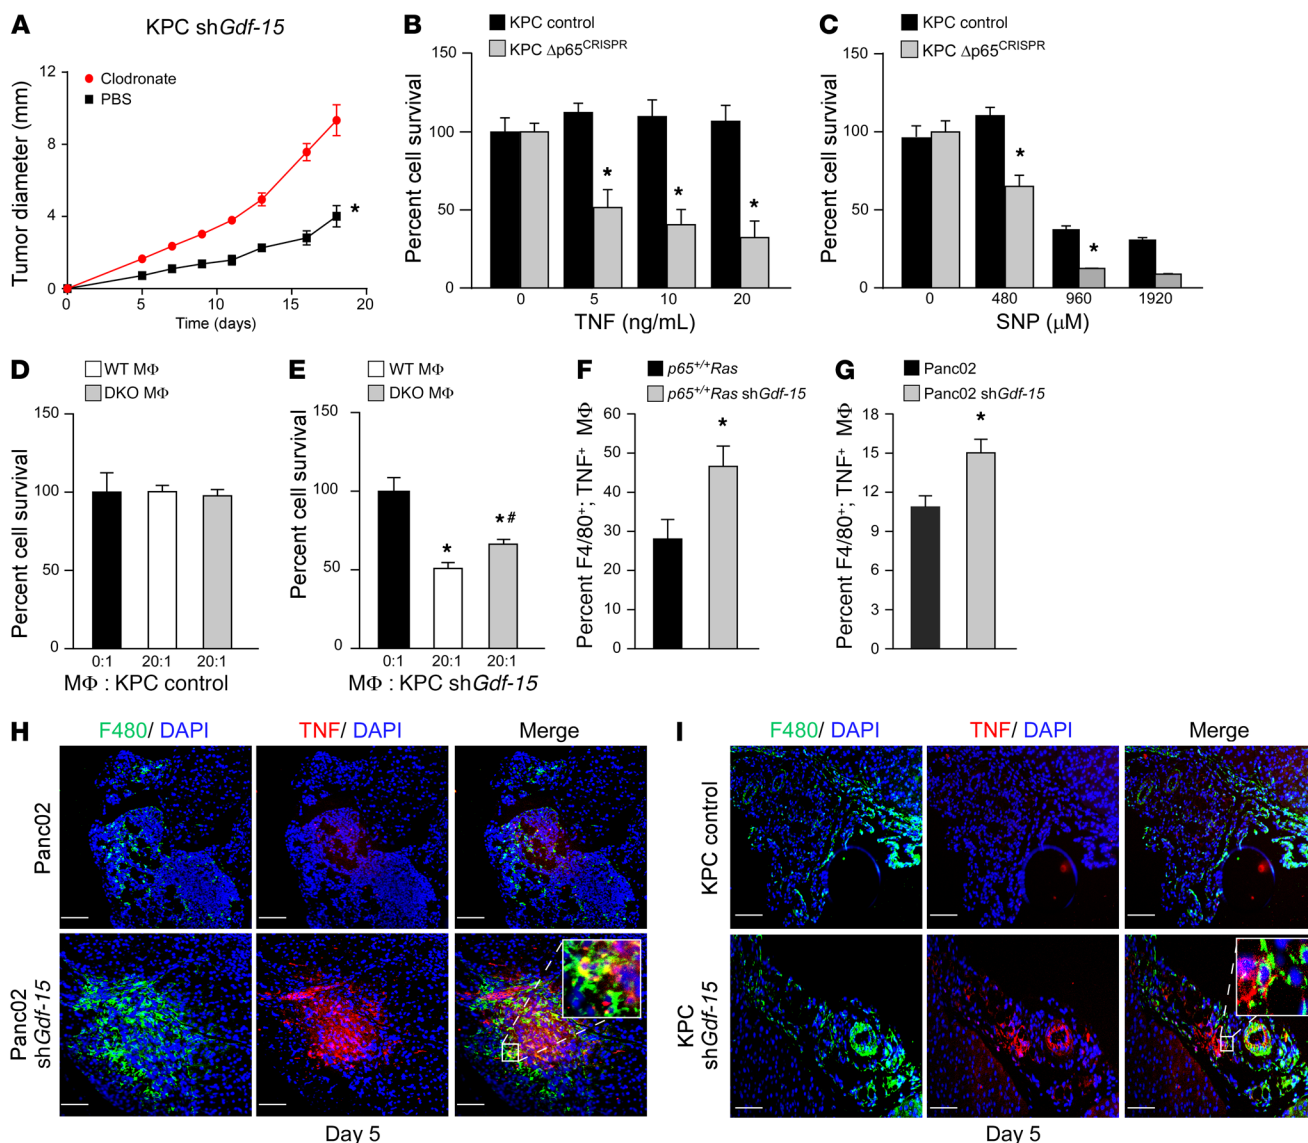 A
KPC shGdf-15
Clodronate
PBS
Tumor diameter (mm)
12
8
4
0
0 5 10 15 20
Time (days)
B
KPC control
KPC Δp65CRISPR
Percent cell survival
150
100
50
0
* * *
0 5 10 20
TNF (ng/mL)
C
KPC control
KPC Δp65CRISPR
Percent cell survival
150
100
50
0
* *
0 480 960 1920
SNP (μM)
D
WT MΦ
DKO MΦ
Percent cell survival
150
100
50
0
0:1 20:1 20:1
MΦ : KPC control
E
WT MΦ
DKO MΦ
Percent cell survival
150
100
50
0
* *#
0:1 20:1 20:1
MΦ : KPC shGdf-15
F
p65+/+Ras
p65+/+Ras shGdf-15
Percent F4/80+; TNF+ MΦ
60
50
40
30
20
10
0
*
G
Panc02
Panc02 shGdf-15
Percent F4/80+; TNF+ MΦ
18
15
12
9
6
3
0
*
H
F480/ DAPI TNF/ DAPI Merge
Panc02
Panc02
shGdf-15
Day 5
I
F480/ DAPI TNF/ DAPI Merge
KPC control
KPC
shGdf-15
Day 5